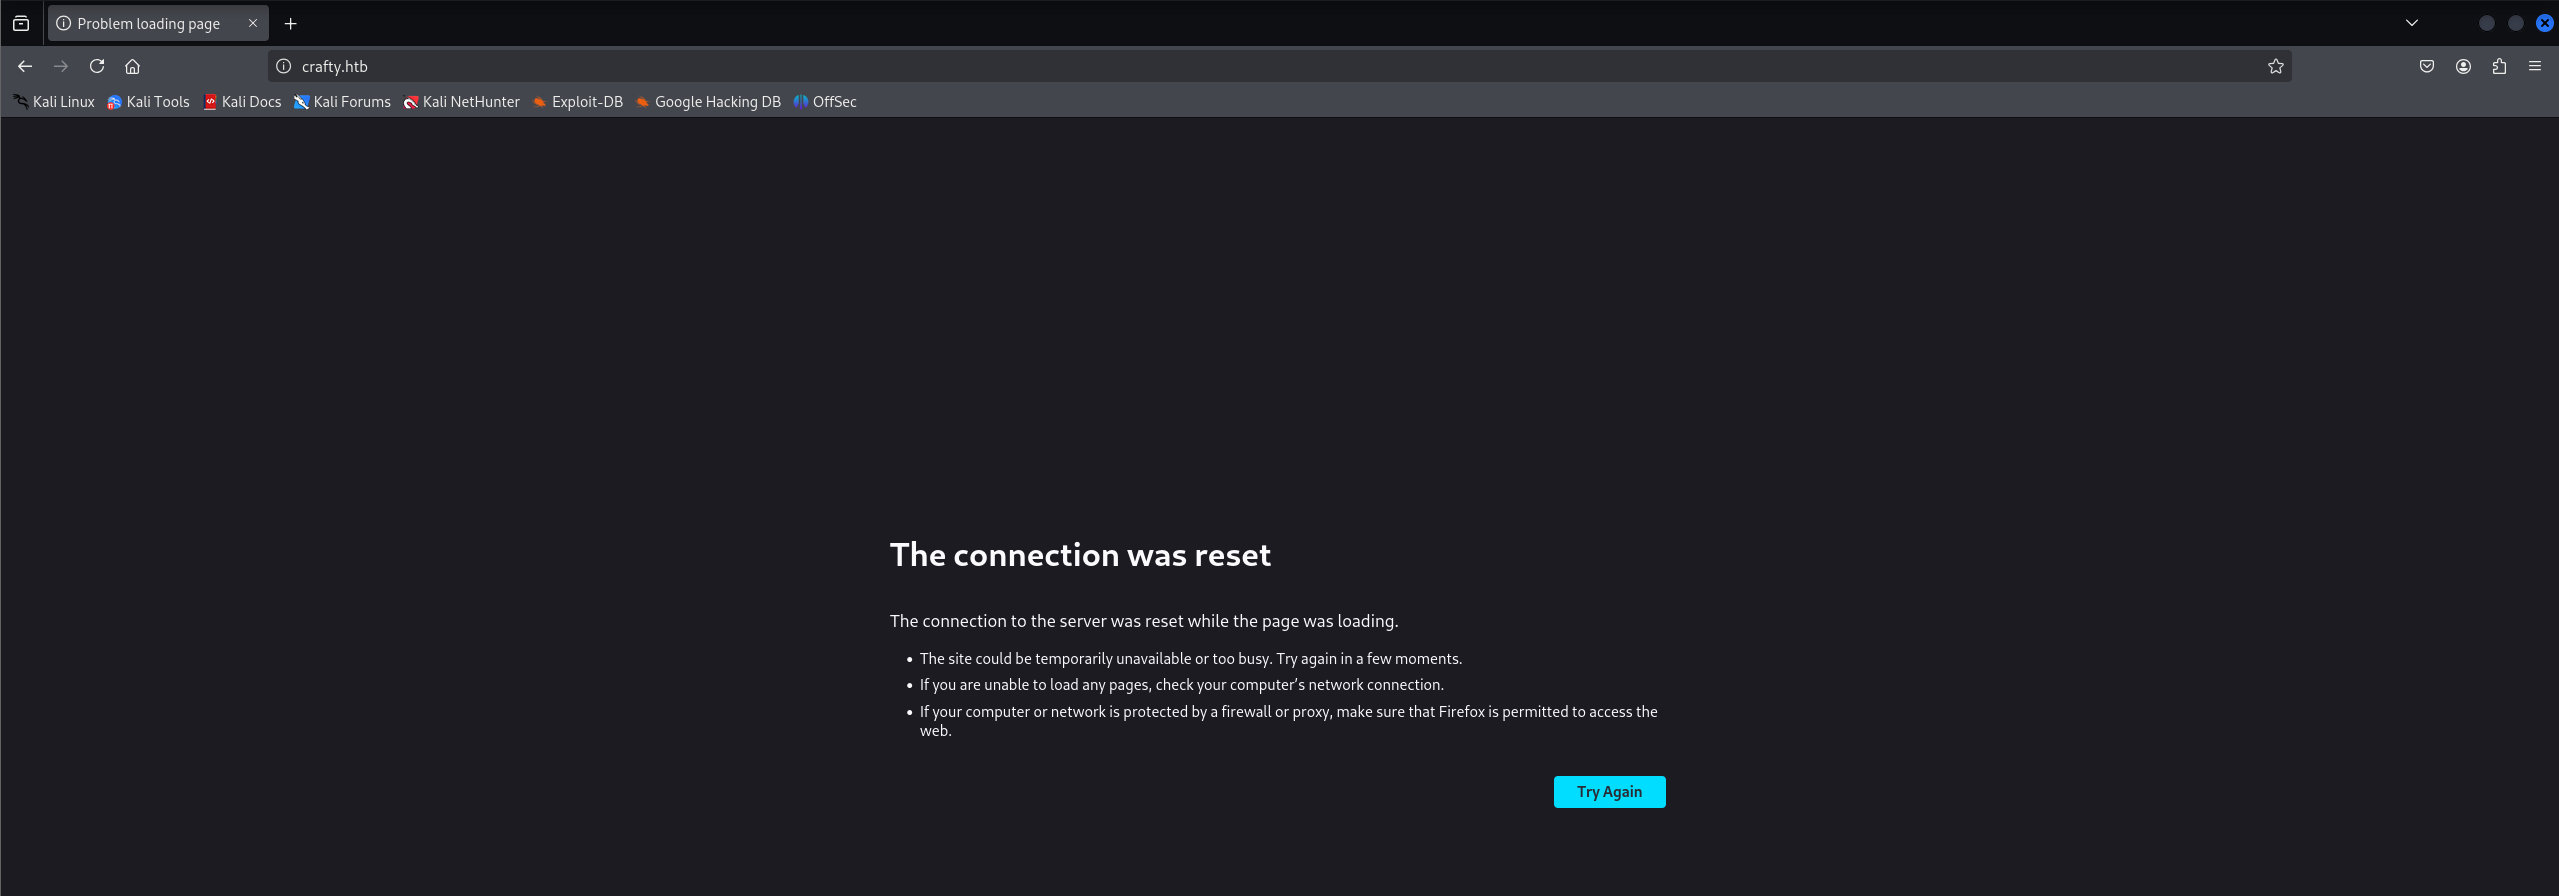 Problem loading page
crafty.htb
Kali Linux Kali Tools Kali Docs Kali Forums Kali NetHunter Exploit-DB Google Hacking DB OffSec
The connection was reset
The connection to the server was reset while the page was loading.
• The site could be temporarily unavailable or too busy. Try again in a few moments.
• If you are unable to load any pages, check your computer’s network connection.
• If your computer or network is protected by a firewall or proxy, make sure that Firefox is permitted to access the
web.
Try Again